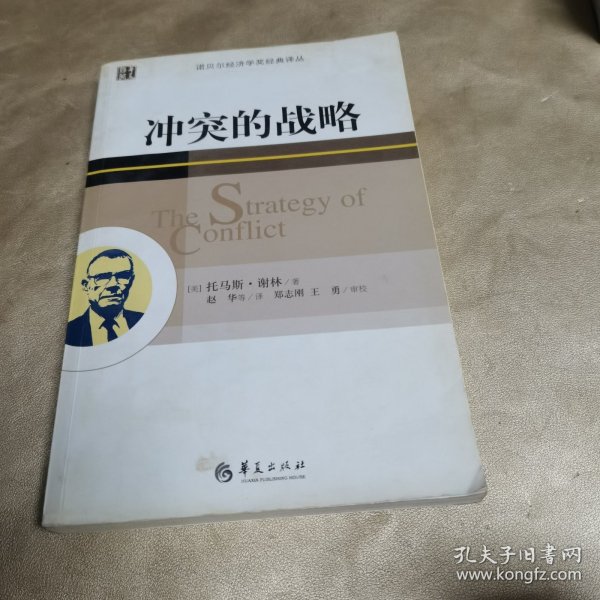 诺贝尔经济学奖经典译丛
冲突的战略
The Strategy of
Conflict
[美] 托马斯·谢林/著
赵 华等/译 郑志刚 王 勇/审校
华夏出版社
HUAXIA PUBLISHING HOUSE
孔夫子旧书网
www.kongfz.com